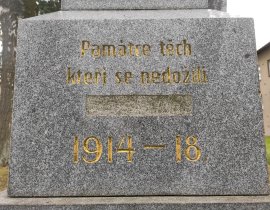 Památce těch
kteří se nedožili
1914-18